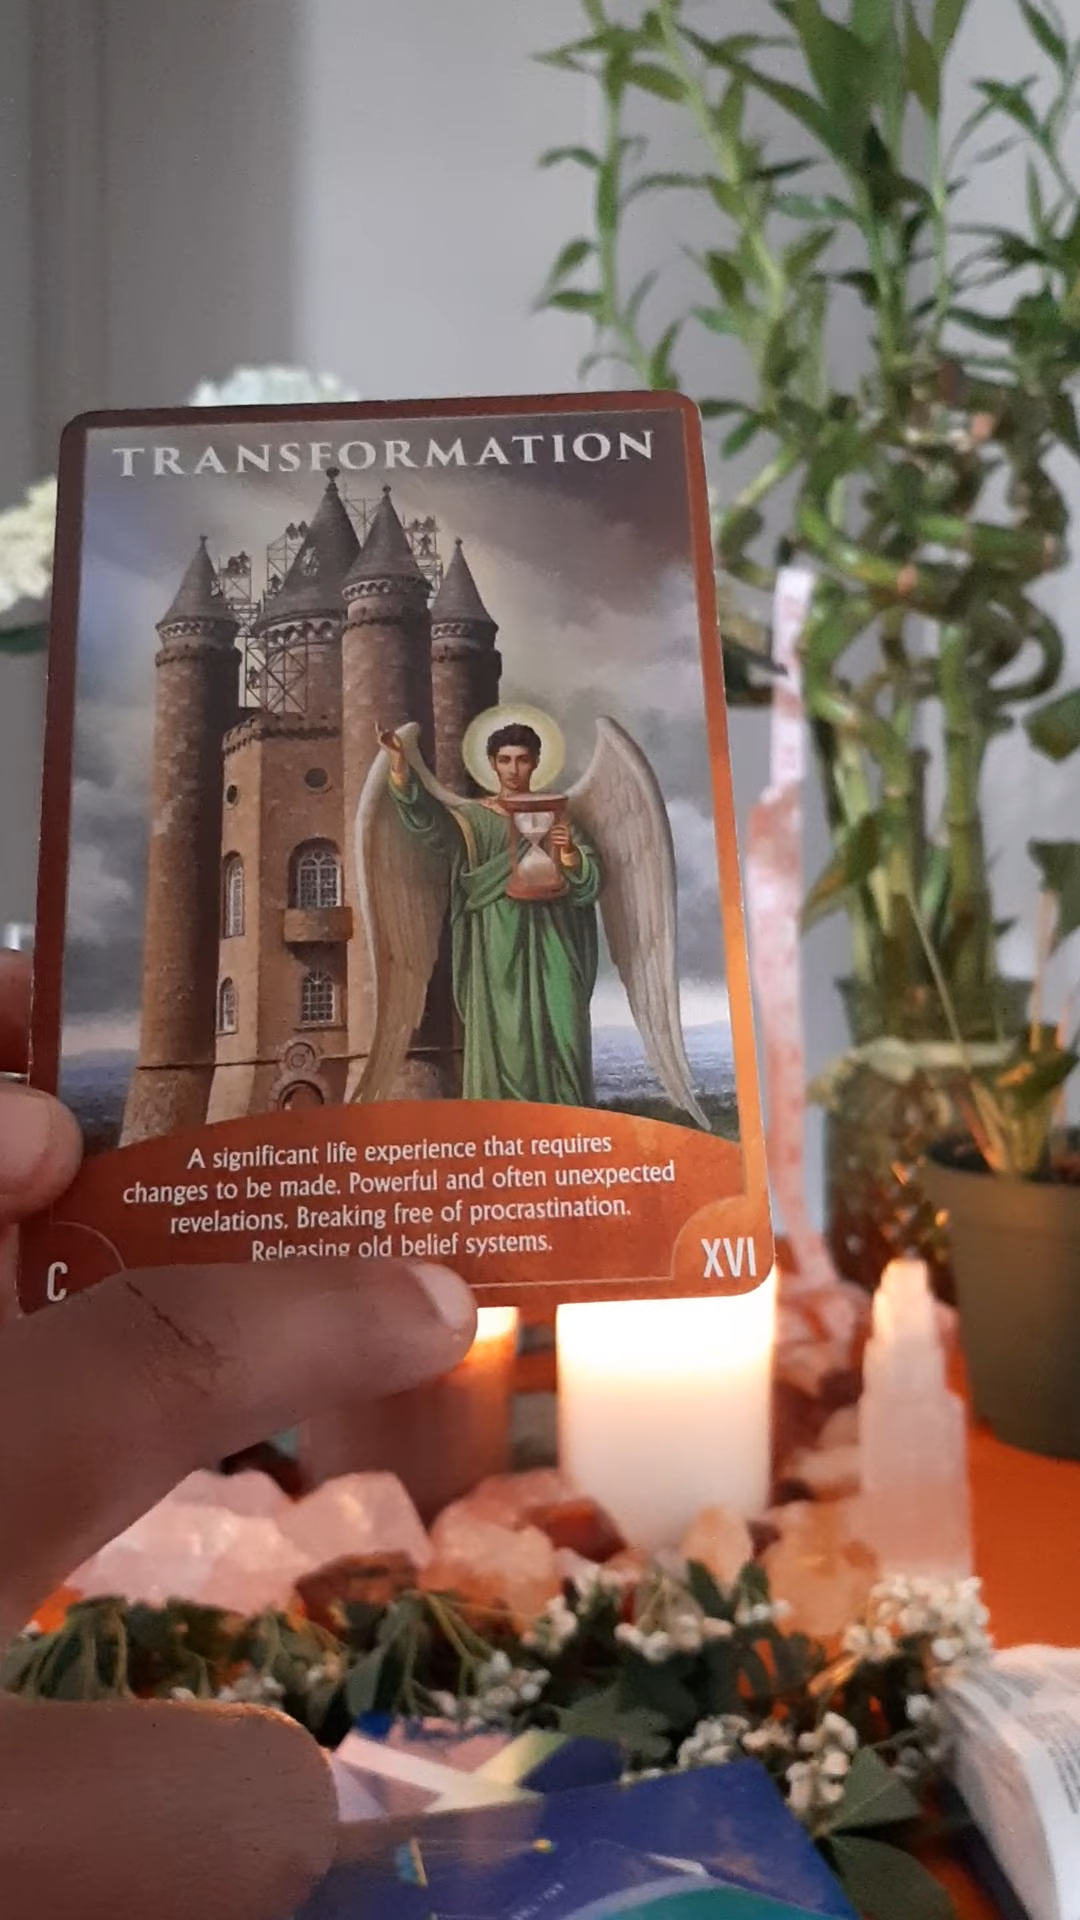 TRANSFORMATION
A significant life experience that requires
changes to be made. Powerful and often unexpected
revelations. Breaking free of procrastination.
Releasing old belief systems.
C
XVI